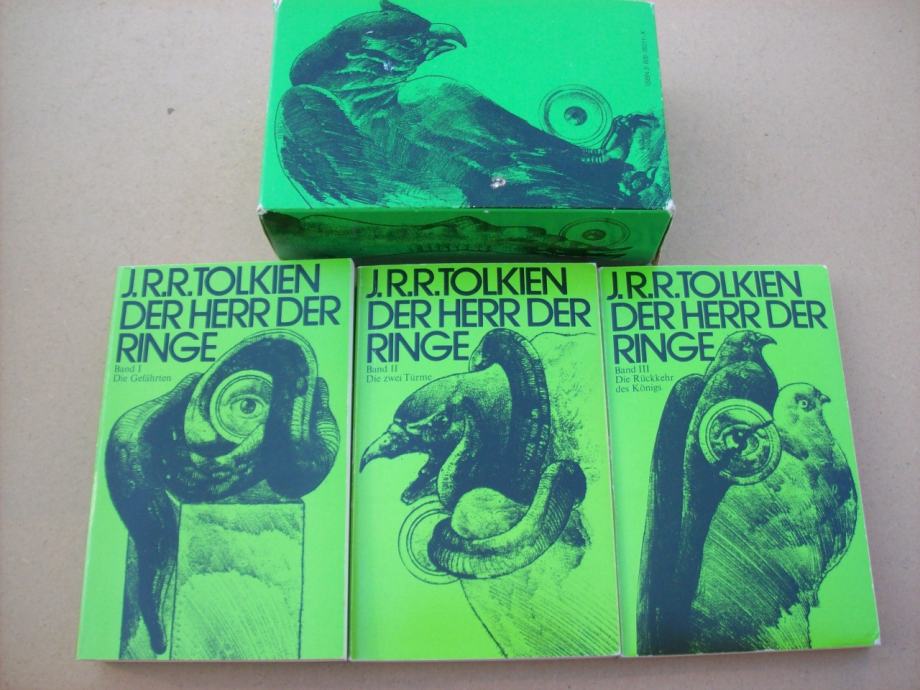 J.R.R.TOLKIEN
DER HERR DER
RINGE
Band I
Die Gefährten
J.R.R.TOLKIEN
DER HERR DER
RINGE
Band II
Die zwei Türme
J.R.R.TOLKIEN
DER HERR DER
RINGE
Band III
Die Rückkehr
des Königs